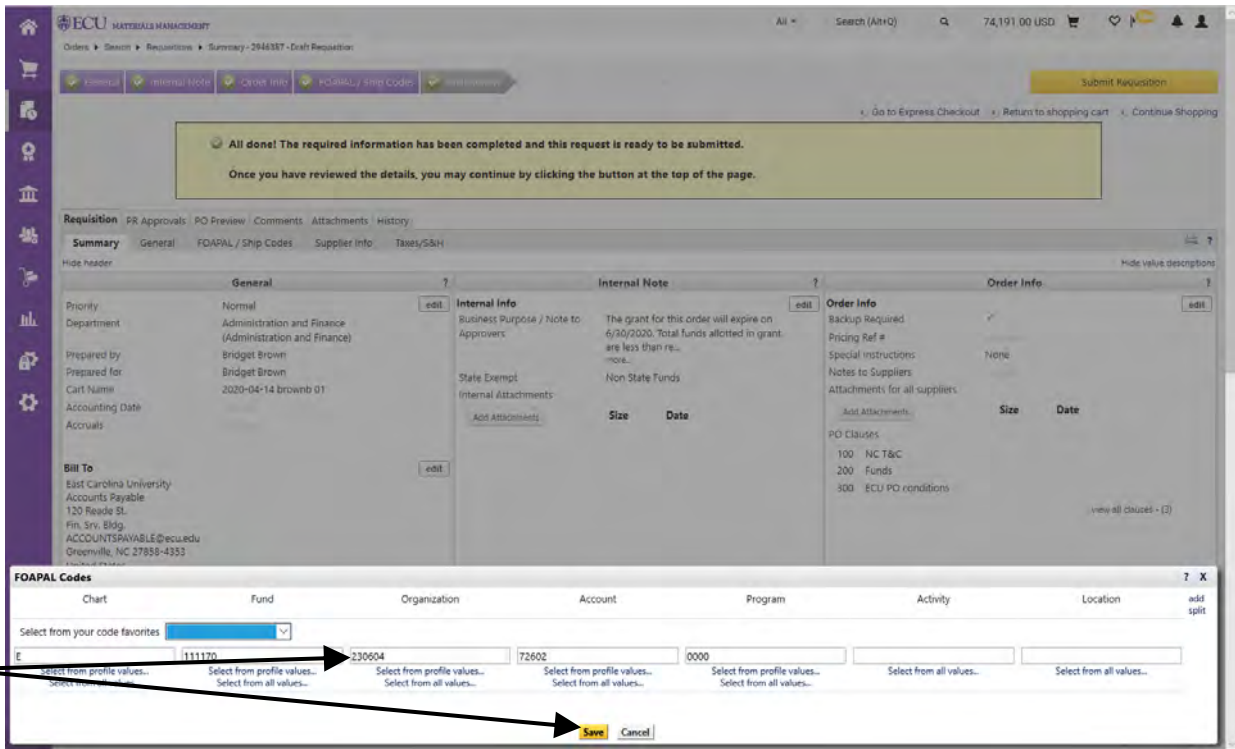 ECU MATERIALS MANAGEMENT
All
Search (Alt+Q)
74,191.00 USD
Orders Search Requisitions Summary - 2946387 - Draft Requisition
General Internal Note Order Info FOAPAL / Ship Codes
Submit Requisition
Go to Express Checkout Return to shopping cart Continue Shopping
All done! The required information has been completed and this request is ready to be submitted.
Once you have reviewed the details, you may continue by clicking the button at the top of the page.
Requisition PR Approvals PO Preview Comments Attachments History
Summary General FOAPAL / Ship Codes Supplier Info Taxes/S&H ?
Hide header
Hide value descriptions
General ?
Priority Normal edit
Department Administration and Finance
(Administration and Finance)
Prepared by Bridget Brown
Prepared for Bridget Brown
Cart Name 2020-04-14 brownb 01
Accounting Date
Accruals
Bill To edit
East Carolina University
Accounts Payable
120 Reade St.
Fin. Srv. Bldg.
ACCOUNTSPAYABLE@ecu.edu
Greenville, NC 27858-4353
United States
Internal Note ?
Internal Info edit
Business Purpose / Note to Approvers
The grant for this order will expire on
6/30/2020. Total funds allotted in grant
are less than re...
more...
State Exempt Non State Funds
Internal Attachments
Add Attachments Size Date
Order Info ?
Order Info edit
Backup Required ✓
Pricing Ref #
Special Instructions None
Notes to Suppliers
Attachments for all suppliers
Add Attachments Size Date
PO Clauses
100 NC T&C
200 Funds
300 ECU PO conditions
view all clauses - (3)
FOAPAL Codes ? X
Chart Fund Organization Account Program Activity Location add split
Select from your code favorites
E 111170 230604 72602 0000
Select from profile values... Select from profile values... Select from profile values... Select from profile values... Select from profile values... Select from all values... Select from all values...
Select from all values... Select from all values... Select from all values... Select from all values... Select from all values...
Save Cancel